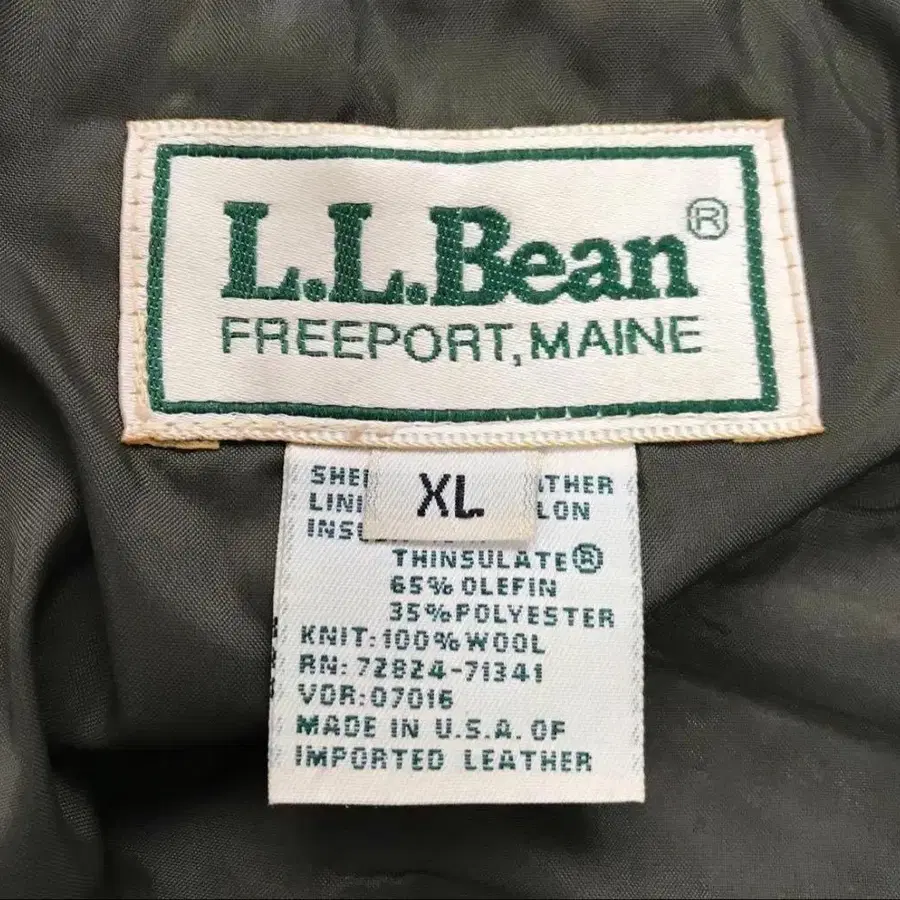 L.L.Bean®
FREEPORT, MAINE
XL
THINSULATE®
65% OLEFIN
35% POLYESTER
KNIT: 100% WOOL
RN: 72824-71341
VDR: 07016
MADE IN U.S.A. OF
IMPORTED LEATHER